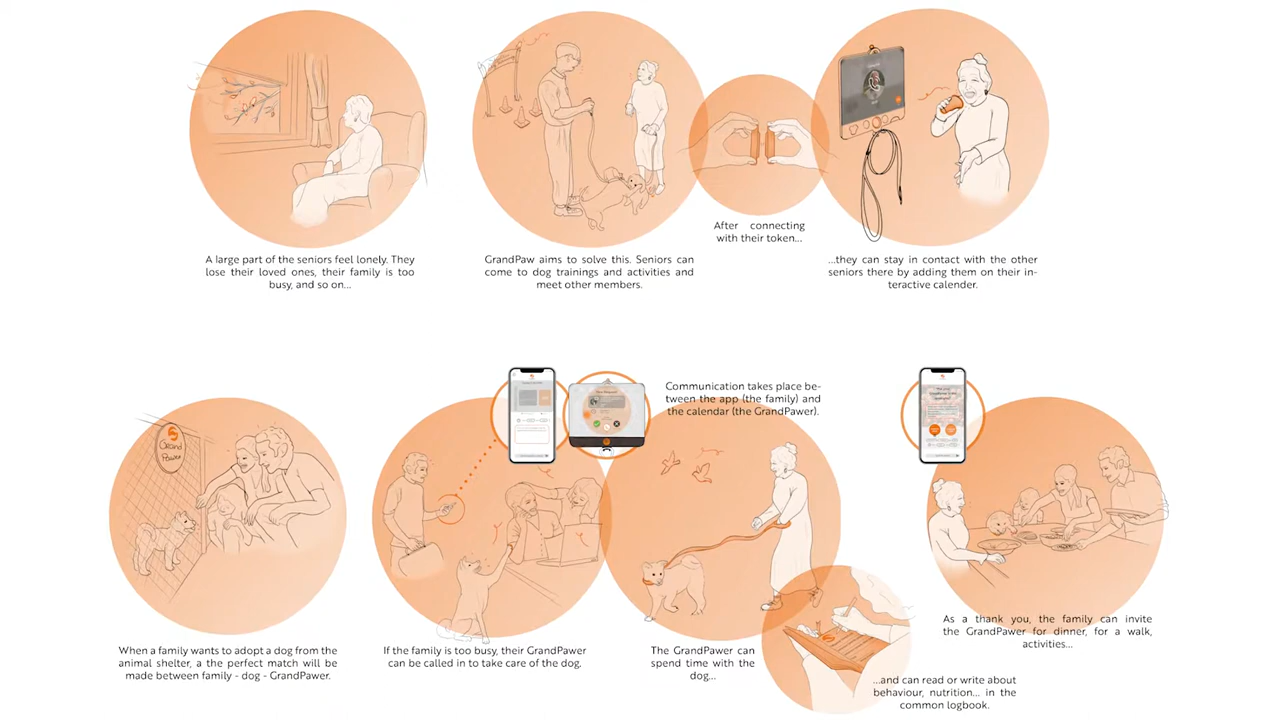 A large part of the seniors feel lonely. They
lose their loved ones, their family is too
busy, and so on...
GrandPaw aims to solve this. Seniors can
come to dog trainings and activities and
meet other members.
After connecting
with their token...
...they can stay in contact with the other
seniors there by adding them on their in-
teractive calender.
Grand
Power
When a family wants to adopt a dog from the
animal shelter, a the perfect match will be
made between family - dog - GrandPawer.
If the family is too busy, their GrandPawer
can be called in to take care of the dog.
Communication takes place be-
tween the app (the family) and
the calendar (the GrandPawer).
The GrandPawer can
spend time with the
dog...
...and can read or write about
behaviour, nutrition... in the
common logbook.
As a thank you, the family can invite
the GrandPawer for dinner, for a walk,
activities...